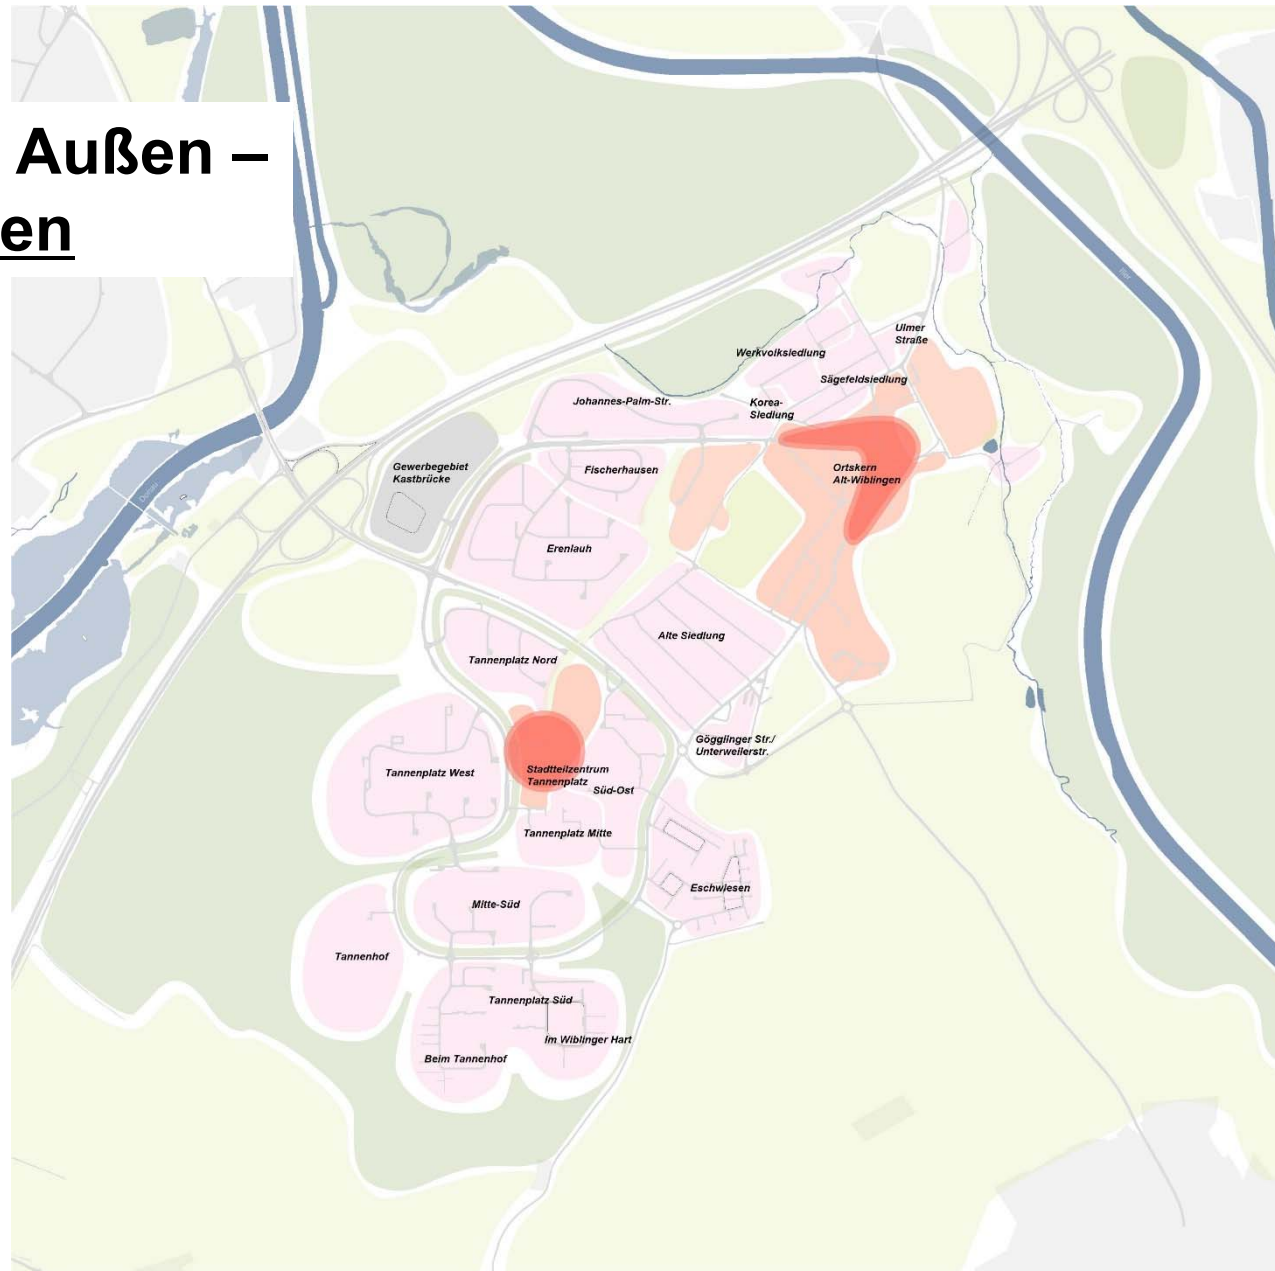 Außen –
en
Iller
Ulmer
Straße
Werkvolksiedlung
Sägefeldsiedlung
Johannes-Palm-Str.
Korea-
Siedlung
Gewerbegebiet
Kastbrücke
Fischerhausen
Ortskern
Alt-Wiblingen
Donau
Erenlauh
Alte Siedlung
Tannenplatz Nord
Gögglinger Str./
Unterweilerstr.
Tannenplatz West
Stadtteilzentrum
Tannenplatz
Süd-Ost
Tannenplatz Mitte
Eschwiesen
Mitte-Süd
Tannenhof
Tannenplatz Süd
Im Wiblinger Hart
Beim Tannenhof